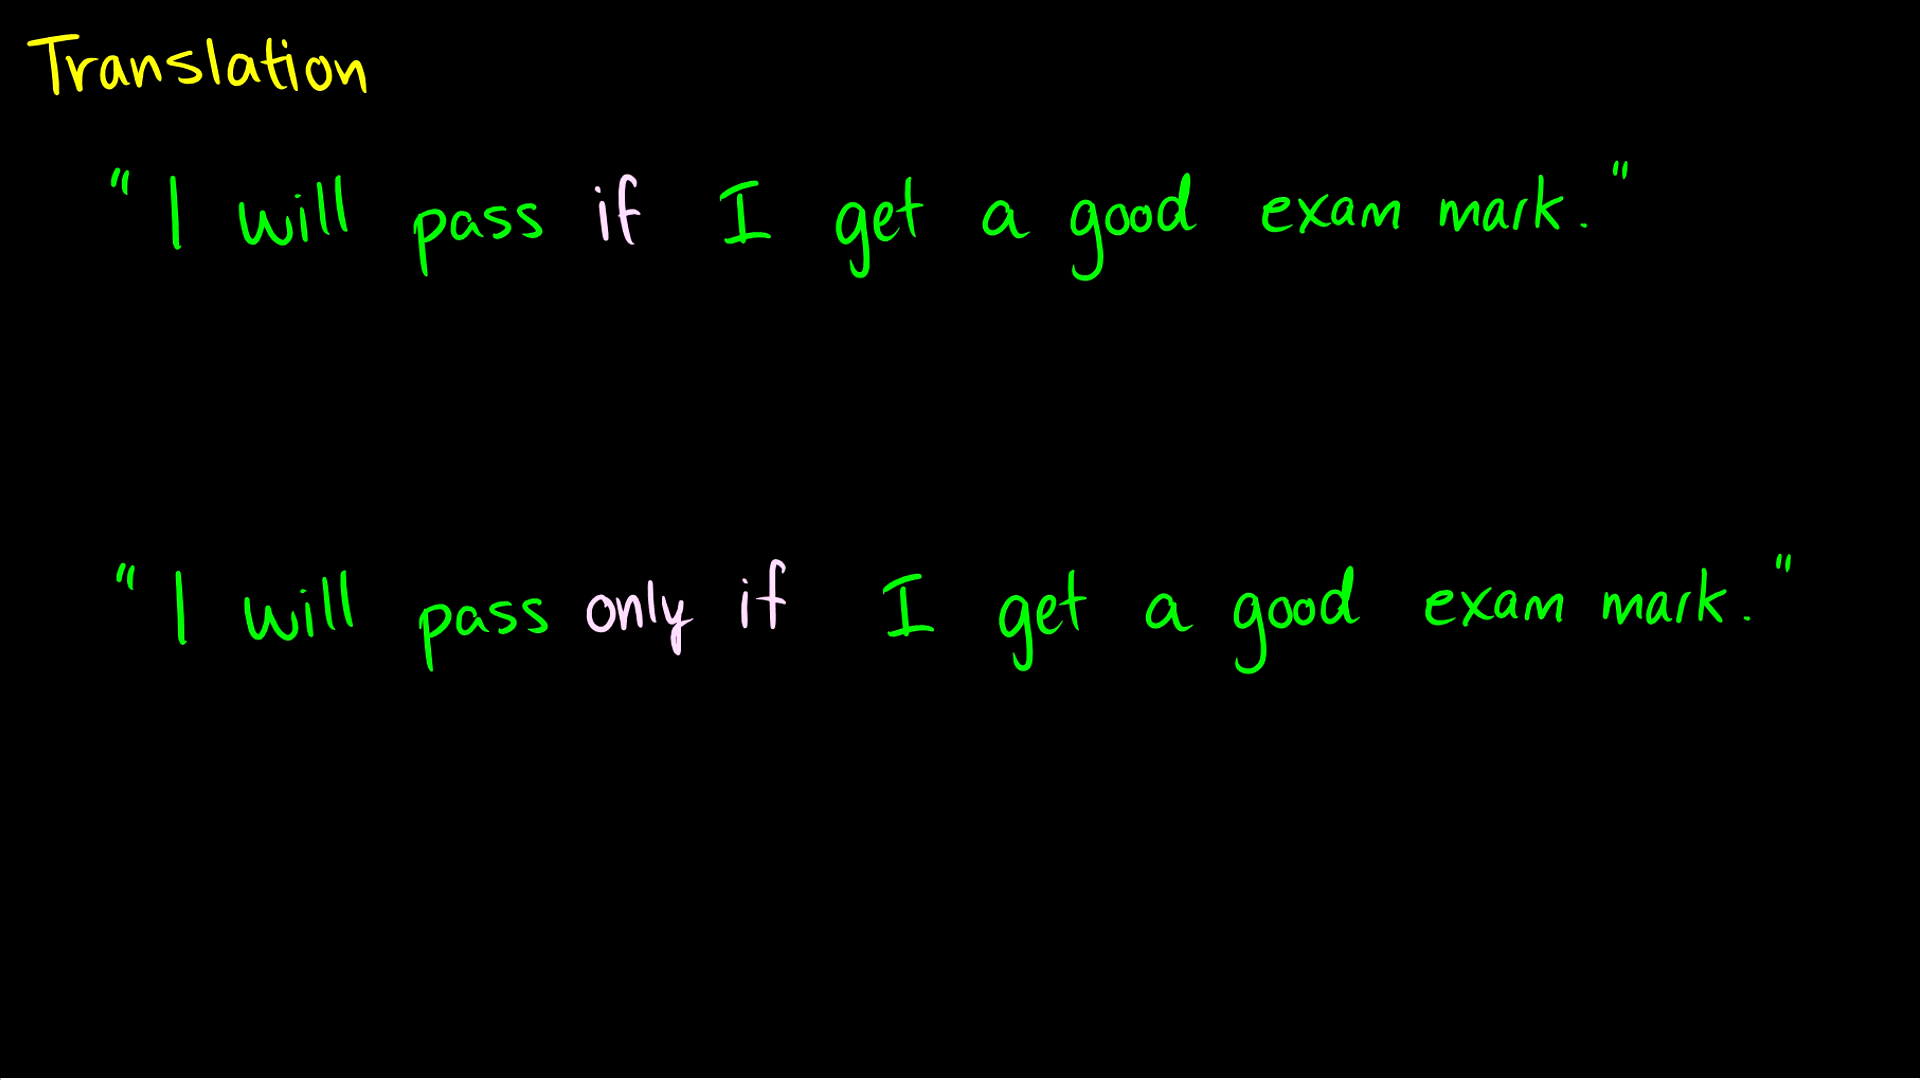 Translation
"I will pass if I get a good exam mark."
"I will pass only if I get a good exam mark."